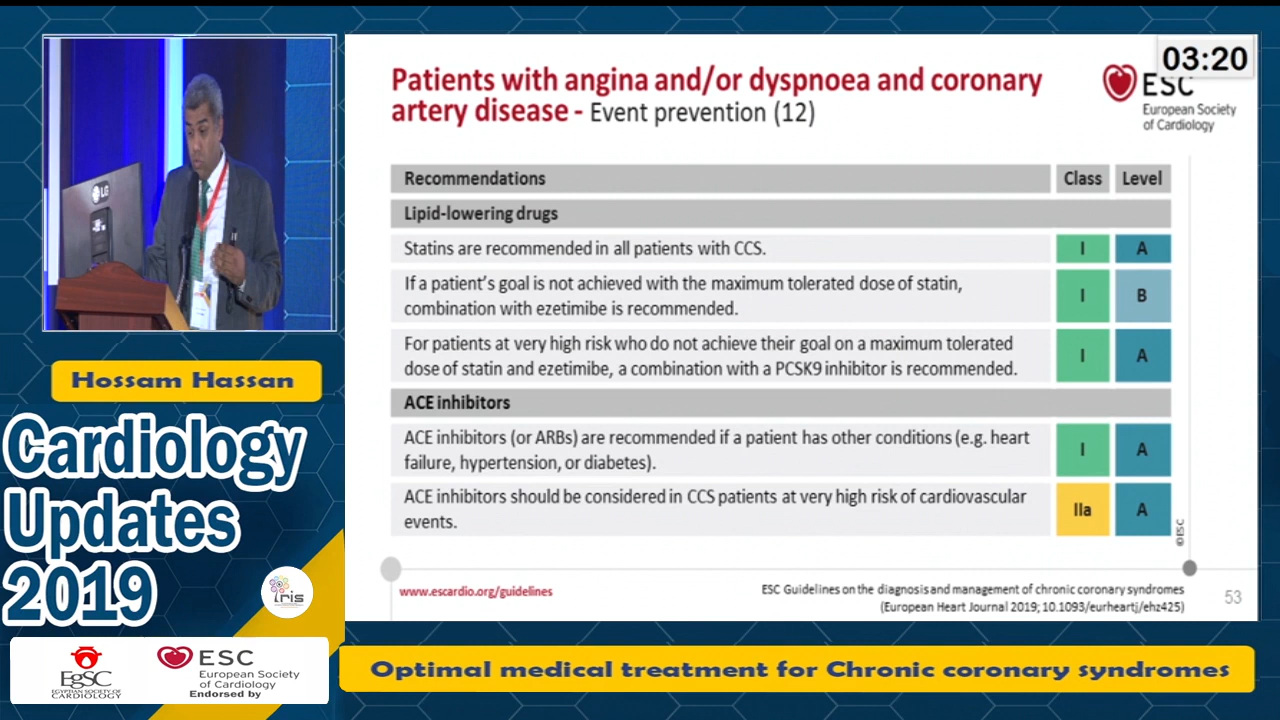 03:20
Patients with angina and/or dyspnoea and coronary
artery disease - Event prevention (12)
ESC
European Society
of Cardiology
Recommendations Class Level
Lipid-lowering drugs
Statins are recommended in all patients with CCS. I A
If a patient's goal is not achieved with the maximum tolerated dose of statin,
combination with ezetimibe is recommended. I B
For patients at very high risk who do not achieve their goal on a maximum tolerated
dose of statin and ezetimibe, a combination with a PCSK9 inhibitor is recommended. I A
ACE inhibitors
ACE inhibitors (or ARBs) are recommended if a patient has other conditions (e.g. heart
failure, hypertension, or diabetes). I A
ACE inhibitors should be considered in CCS patients at very high risk of cardiovascular
events. IIa A
©ESC
www.escardio.org/guidelines
ESC Guidelines on the diagnosis and management of chronic coronary syndromes
(European Heart Journal 2019; 10.1093/eurheartj/ehz425)
53
LG
Hossam Hassan
Cardiology
Updates
2019
iris
EgSC
EGYPTIAN SOCIETY OF
CARDIOLOGY
ESC
European Society
of Cardiology
Endorsed by
Optimal medical treatment for Chronic coronary syndromes